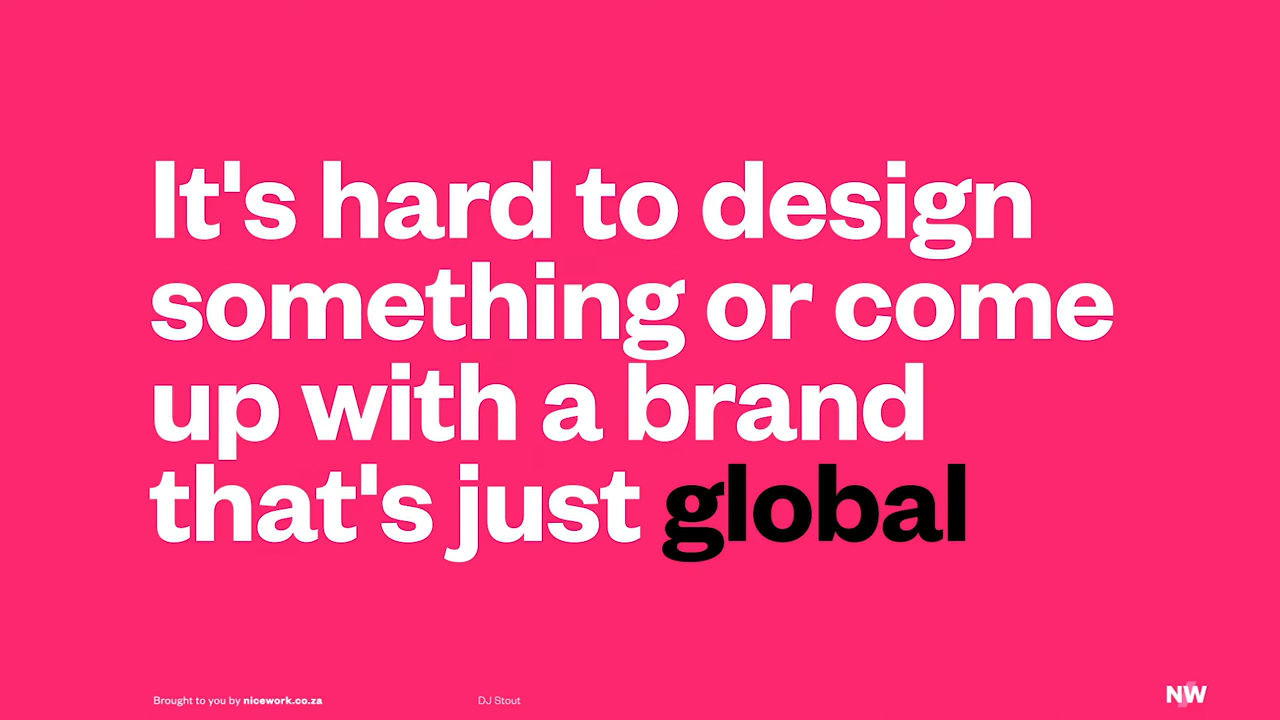 It's hard to design
something or come
up with a brand
that's just global
Brought to you by nicework.co.za
DJ Stout
NW